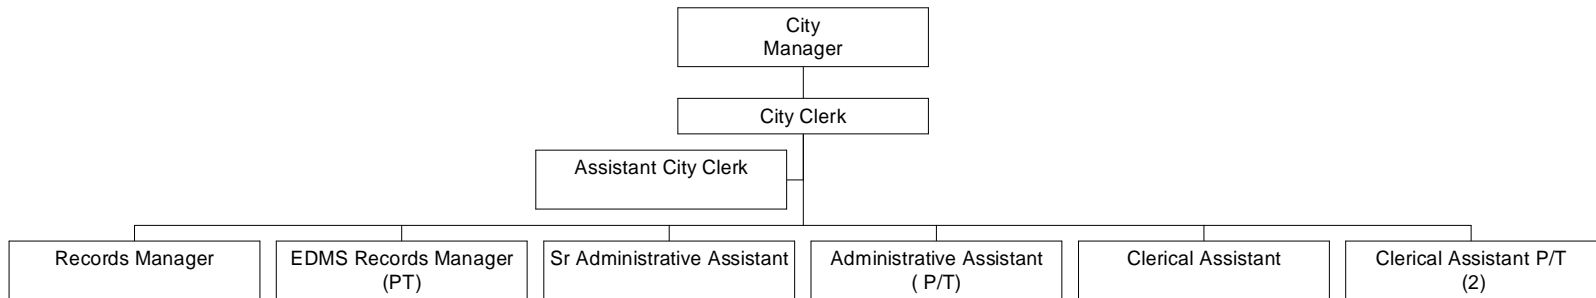 City
Manager
City Clerk
Assistant City Clerk
Records Manager
EDMS Records Manager
(PT)
Sr Administrative Assistant
Administrative Assistant
( P/T)
Clerical Assistant
Clerical Assistant P/T
(2)